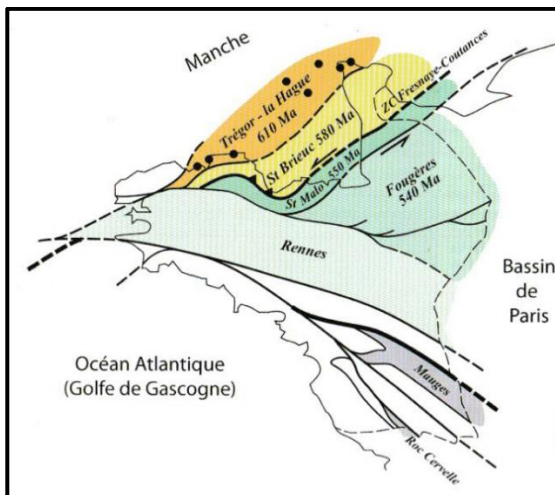 Manche
ZC Fresnaye-Coutances
Trégor - la Hague
610 Ma
St Brieuc 580 Ma
St Malo 550 Ma
Fougères
540 Ma
Rennes
Bassin
de
Paris
Océan Atlantique
(Golfe de Gascogne)
Mauges
Roc Cervelle